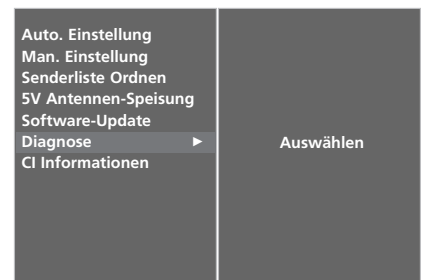 Auto. Einstellung
Man. Einstellung
Senderliste Ordnen
5V Antennen-Speisung
Software-Update
Diagnose ►
Auswählen
CI Informationen